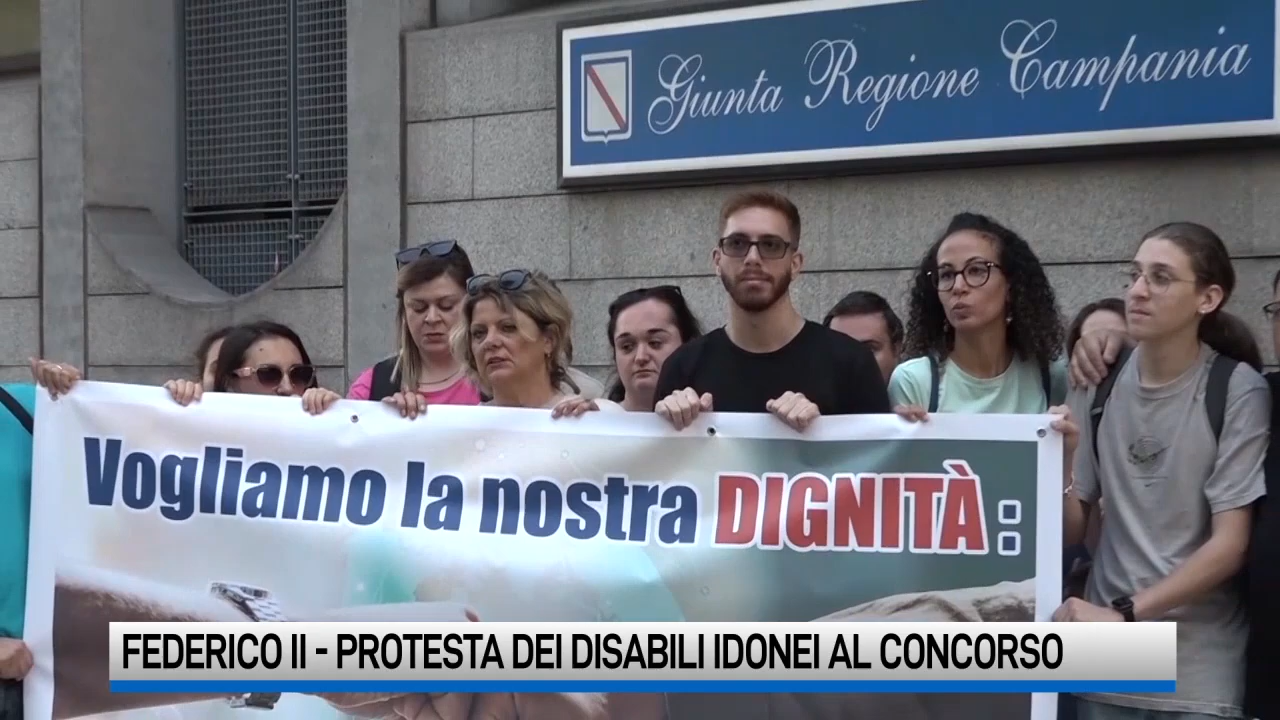 Giunta Regione Campania
Vogliamo la nostra DIGNITÀ :
FEDERICO II - PROTESTA DEI DISABILI IDONEI AL CONCORSO